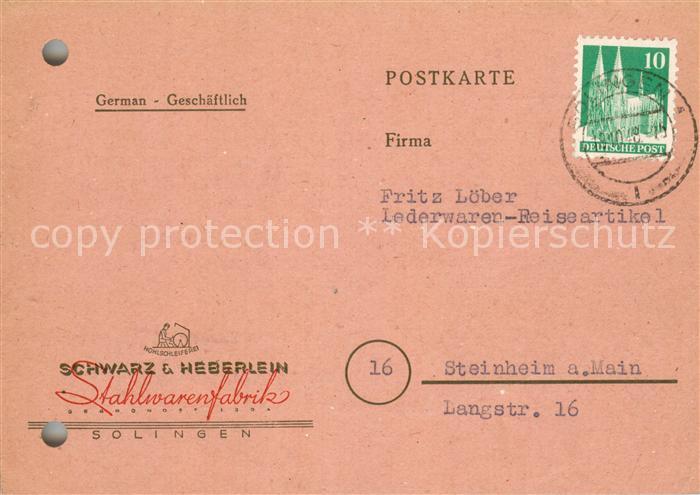 10
DEUTSCHE POST
SOLINGEN
POSTKARTE
German - Geschäftlich
Firma
Fritz Löber
Lederwaren-Reiseartikel
copy protection ** Kopierschutz
HOHLSCHLEIFEREI
SCHWARZ & HEBERLEIN
Stahlwarenfabrik
SOLINGEN
16
Steinheim a.Main
Langstr. 16